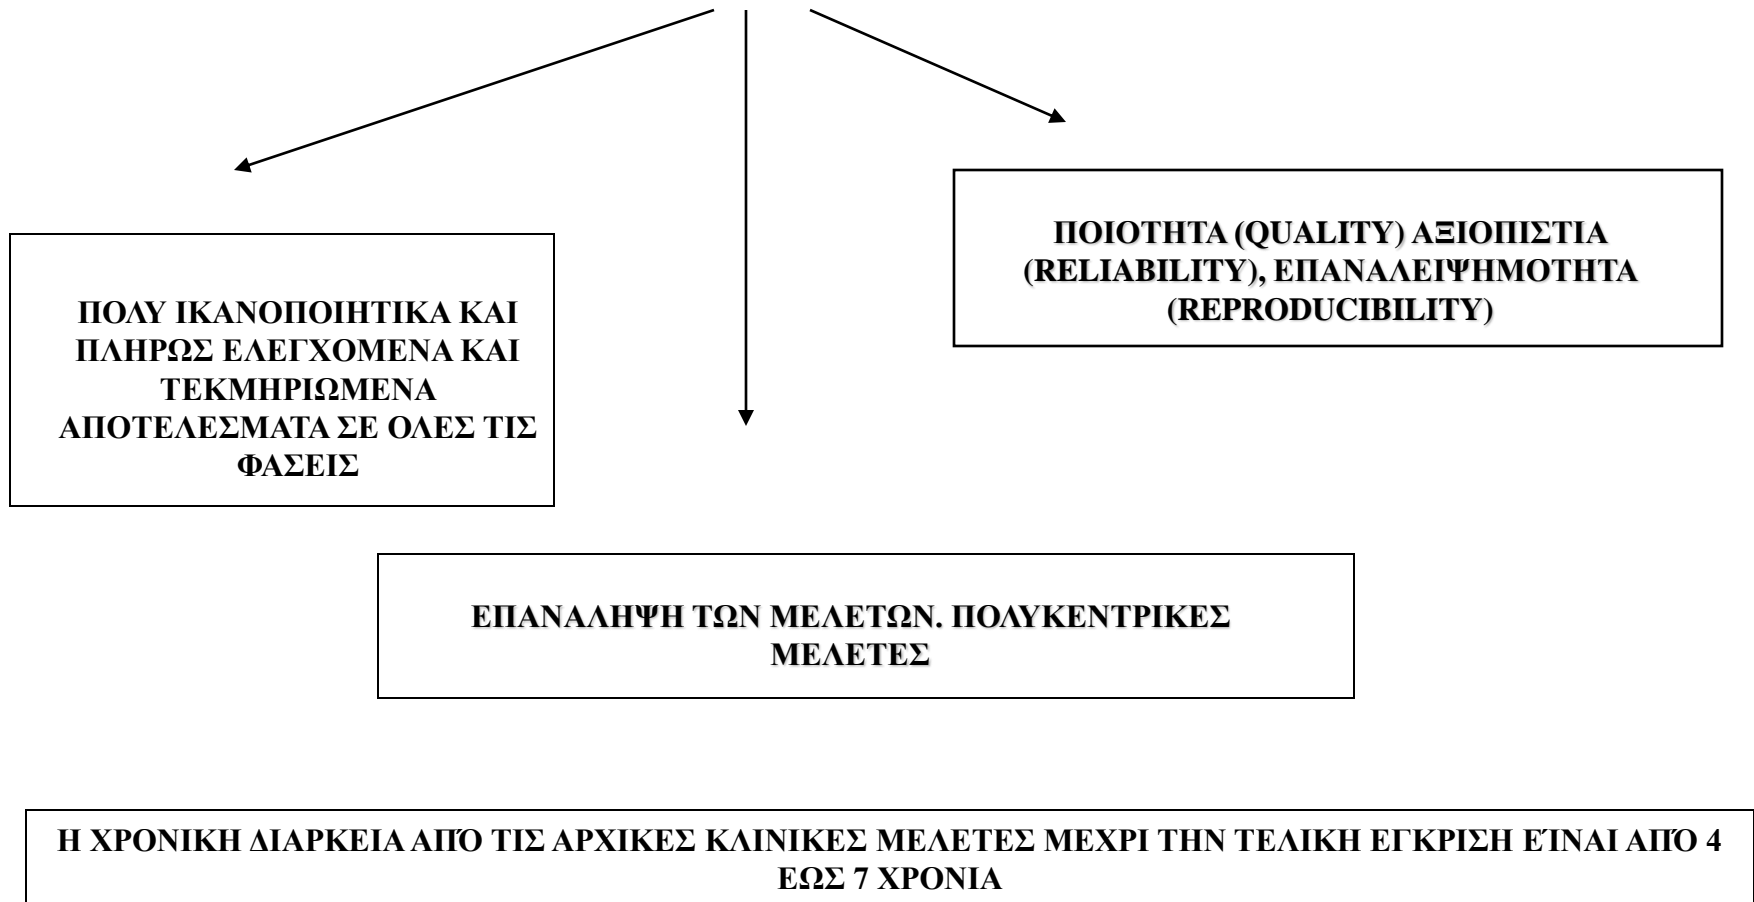 ΠΟΛΥ ΙΚΑΝΟΠΟΙΗΤΙΚΑ ΚΑΙ
ΠΛΗΡΩΣ ΕΛΕΓΧΟΜΕΝΑ ΚΑΙ
ΤΕΚΜΗΡΙΩΜΕΝΑ
ΑΠΟΤΕΛΕΣΜΑΤΑ ΣΕ ΟΛΕΣ ΤΙΣ
ΦΑΣΕΙΣ
ΠΟΙΟΤΗΤΑ (QUALITY) ΑΞΙΟΠΙΣΤΙΑ
(RELIABILITY), ΕΠΑΝΑΛΕΙΨΗΜΟΤΗΤΑ
(REPRODUCIBILITY)
ΕΠΑΝΑΛΗΨΗ ΤΩΝ ΜΕΛΕΤΩΝ. ΠΟΛΥΚΕΝΤΡΙΚΕΣ
ΜΕΛΕΤΕΣ
Η ΧΡΟΝΙΚΗ ΔΙΑΡΚΕΙΑ ΑΠΌ ΤΙΣ ΑΡΧΙΚΕΣ ΚΛΙΝΙΚΕΣ ΜΕΛΕΤΕΣ ΜΕΧΡΙ ΤΗΝ ΤΕΛΙΚΗ ΕΓΚΡΙΣΗ ΕΊΝΑΙ ΑΠΌ 4
ΕΩΣ 7 ΧΡΟΝΙΑ